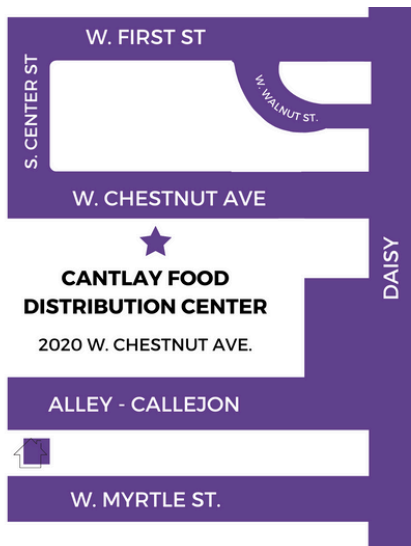 W. FIRST ST
S. CENTER ST
W. WALNUT ST.
W. CHESTNUT AVE
DAISY
CANTLAY FOOD
DISTRIBUTION CENTER
2020 W. CHESTNUT AVE.
ALLEY - CALLEJON
W. MYRTLE ST.